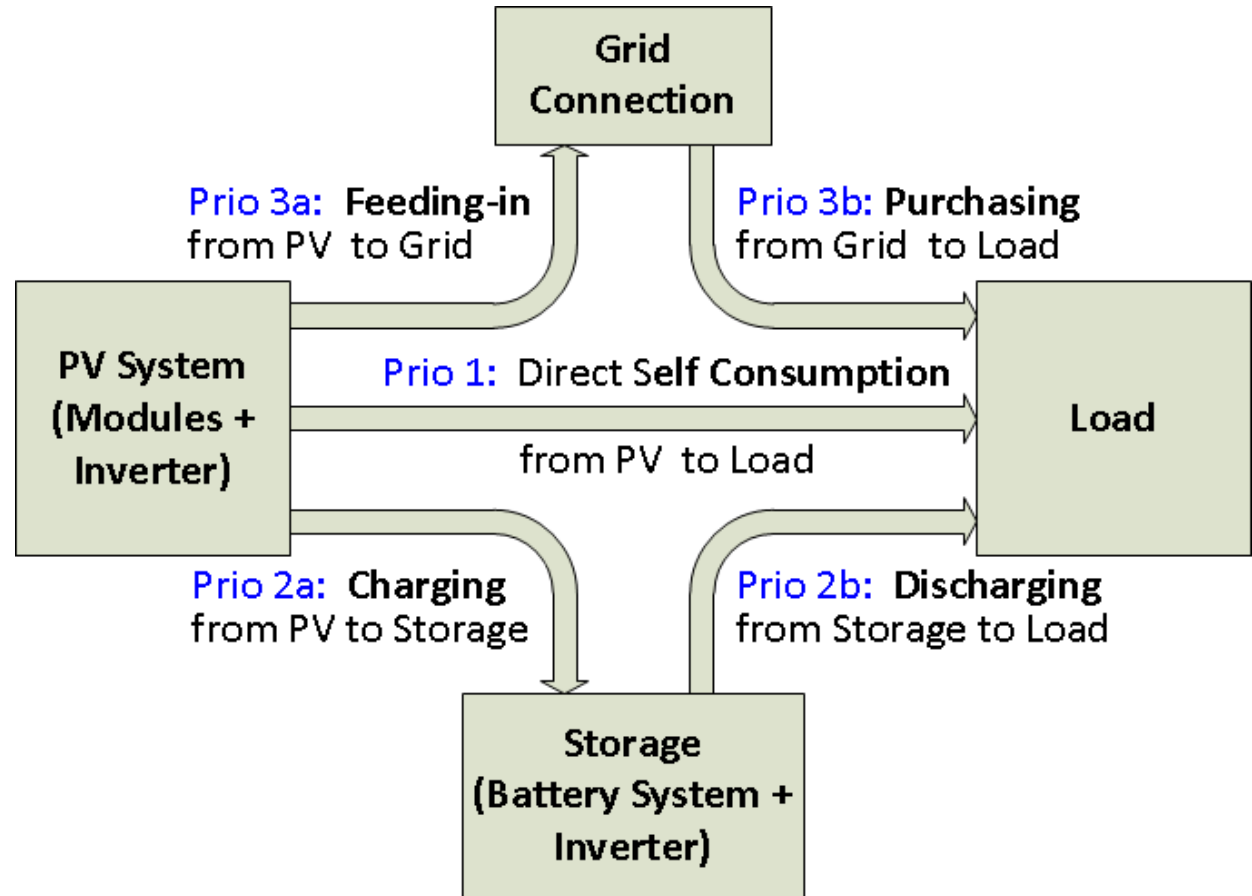 Grid
Connection
Prio 3a: Feeding-in
from PV to Grid
Prio 3b: Purchasing
from Grid to Load
PV System
(Modules +
Inverter)
Prio 1: Direct Self Consumption
from PV to Load
Load
Prio 2a: Charging
from PV to Storage
Prio 2b: Discharging
from Storage to Load
Storage
(Battery System +
Inverter)